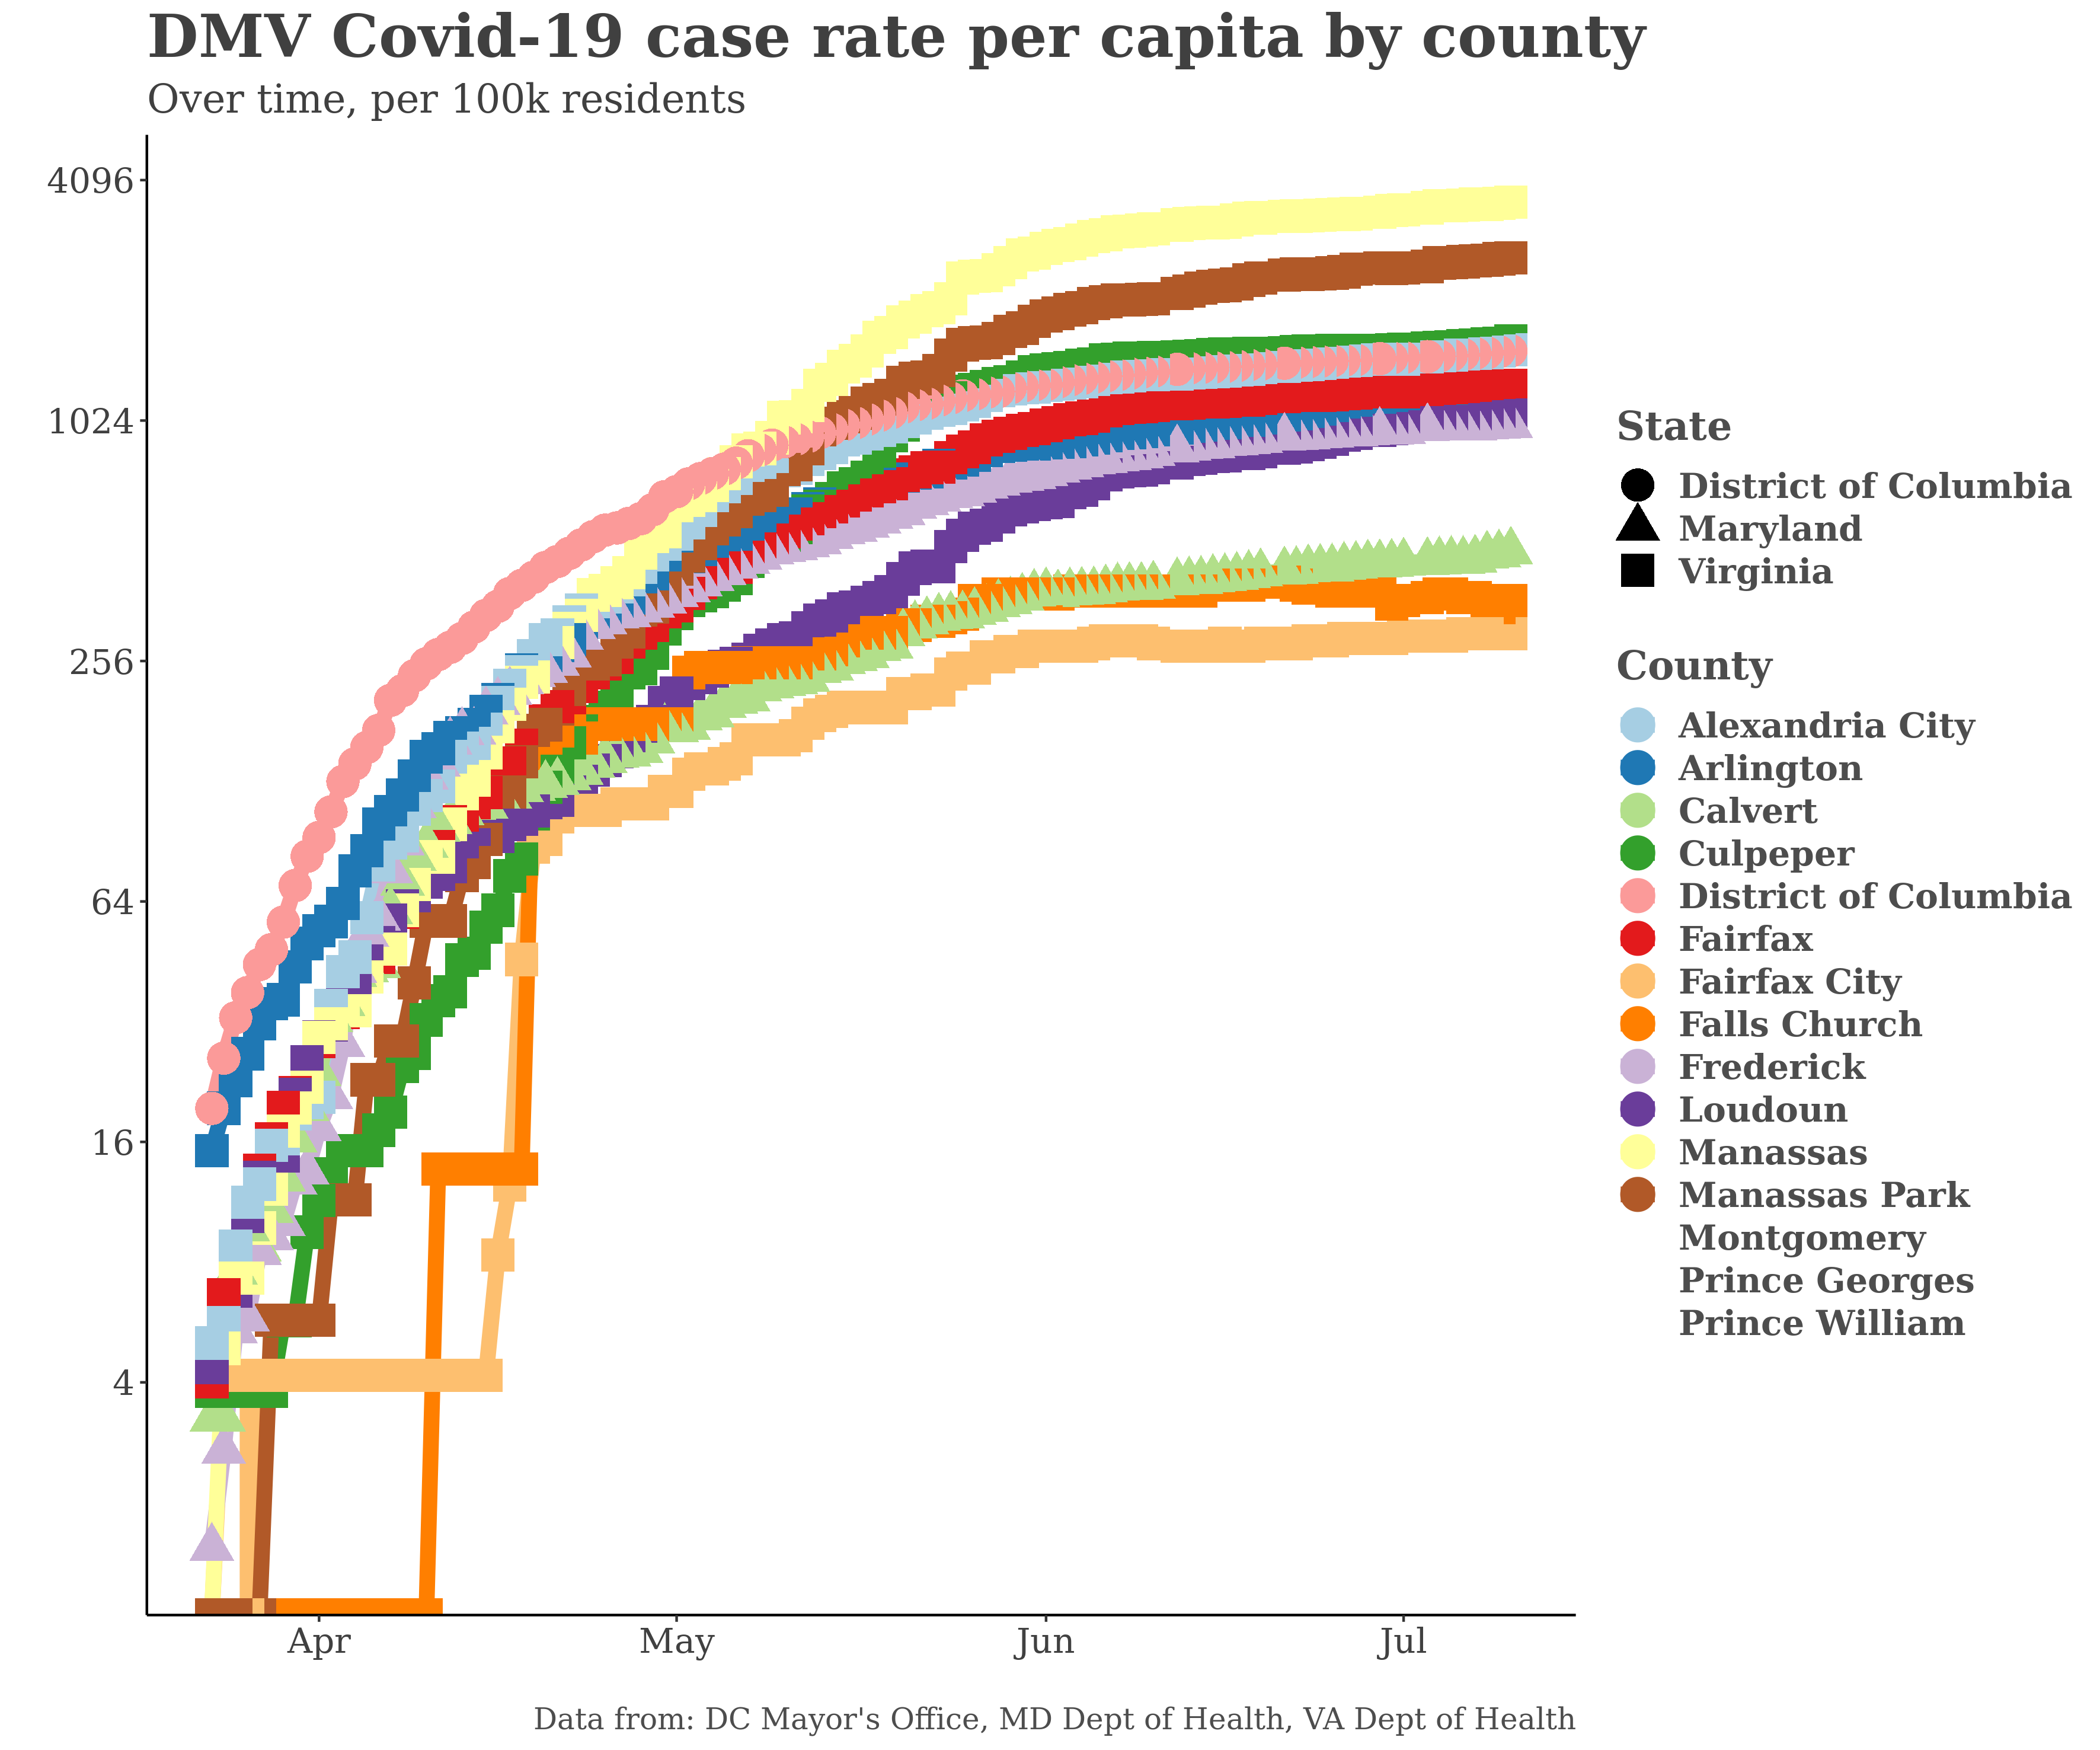 DMV Covid-19 case rate per capita by county
Over time, per 100k residents
4096
1024
256
64
16
4
Apr
May
Jun
Jul
State
District of Columbia
Maryland
Virginia
County
Alexandria City
Arlington
Calvert
Culpeper
District of Columbia
Fairfax
Fairfax City
Falls Church
Frederick
Loudoun
Manassas
Manassas Park
Montgomery
Prince Georges
Prince William
Data from: DC Mayor's Office, MD Dept of Health, VA Dept of Health